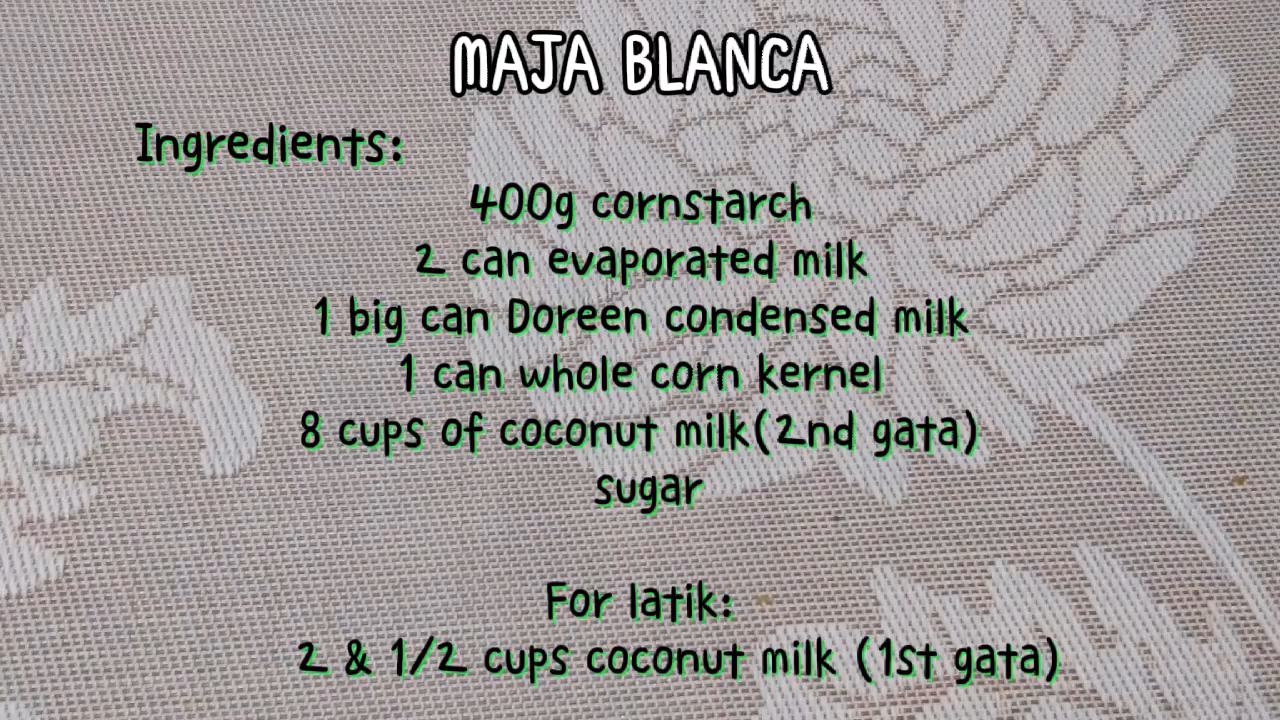 MAJA BLANCA
Ingredients:
400g cornstarch
2 can evaporated milk
1 big can Doreen condensed milk
1 can whole corn kernel
8 cups of coconut milk(2nd gata)
sugar
For latik:
2 & 1/2 cups coconut milk (1st gata)